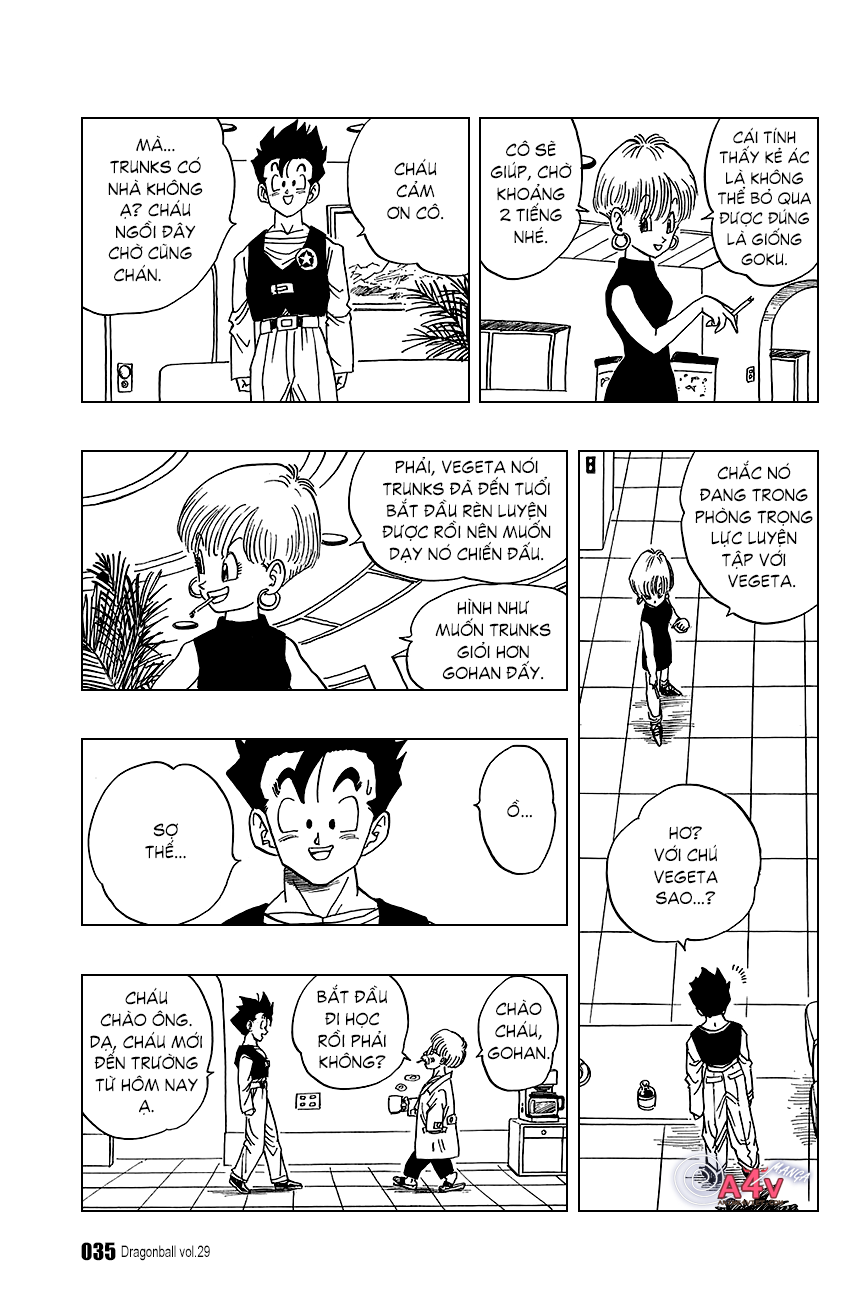 CÁI TÍNH
THẤY KẺ ÁC
LÀ KHÔNG
THỂ BỎ QUA
ĐƯỢC ĐÚNG
LÀ GIỐNG
GOKU.
CÔ SẼ
GIÚP, CHỜ
KHOẢNG
2 TIẾNG
NHÉ.
CHÁU
CẢM
ƠN CÔ.
MÀ...
TRUNKS CÓ
NHÀ KHÔNG
Ạ? CHÁU
NGỒI ĐÂY
CHỜ CŨNG
CHÁN.
CHẮC NÓ
ĐANG TRONG
PHÒNG TRỌNG
LỰC LUYỆN
TẬP VỚI
VEGETA.
HƠ?
VỚI CHÚ
VEGETA
SAO...?
PHẢI, VEGETA NÓI
TRUNKS ĐÃ ĐẾN TUỔI
BẮT ĐẦU RÈN LUYỆN
ĐƯỢC RỒI NÊN MUỐN
DẠY NÓ CHIẾN ĐẤU.
HÌNH NHƯ
MUỐN TRUNKS
GIỎI HƠN
GOHAN ĐẤY.
Ồ...
SỢ
THẾ...
CHÀO
CHÁU,
GOHAN.
BẮT ĐẦU
ĐI HỌC
RỒI PHẢI
KHÔNG?
CHÁU
CHÀO ÔNG.
DẠ, CHÁU MỚI
ĐẾN TRƯỜNG
TỪ HÔM NAY
Ạ.
MANGA
A4V
035 Dragonball vol.29